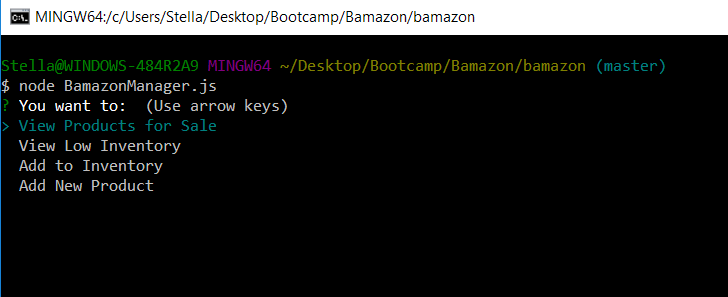 MINGW64:/c/Users/Stella/Desktop/Bootcamp/Bamazon/bamazon
Stella@WINDOWS-484R2A9 MINGW64 ~/Desktop/Bootcamp/Bamazon/bamazon (master)
$ node BamazonManager.js
? You want to:  (Use arrow keys)
> View Products for Sale
  View Low Inventory
  Add to Inventory
  Add New Product